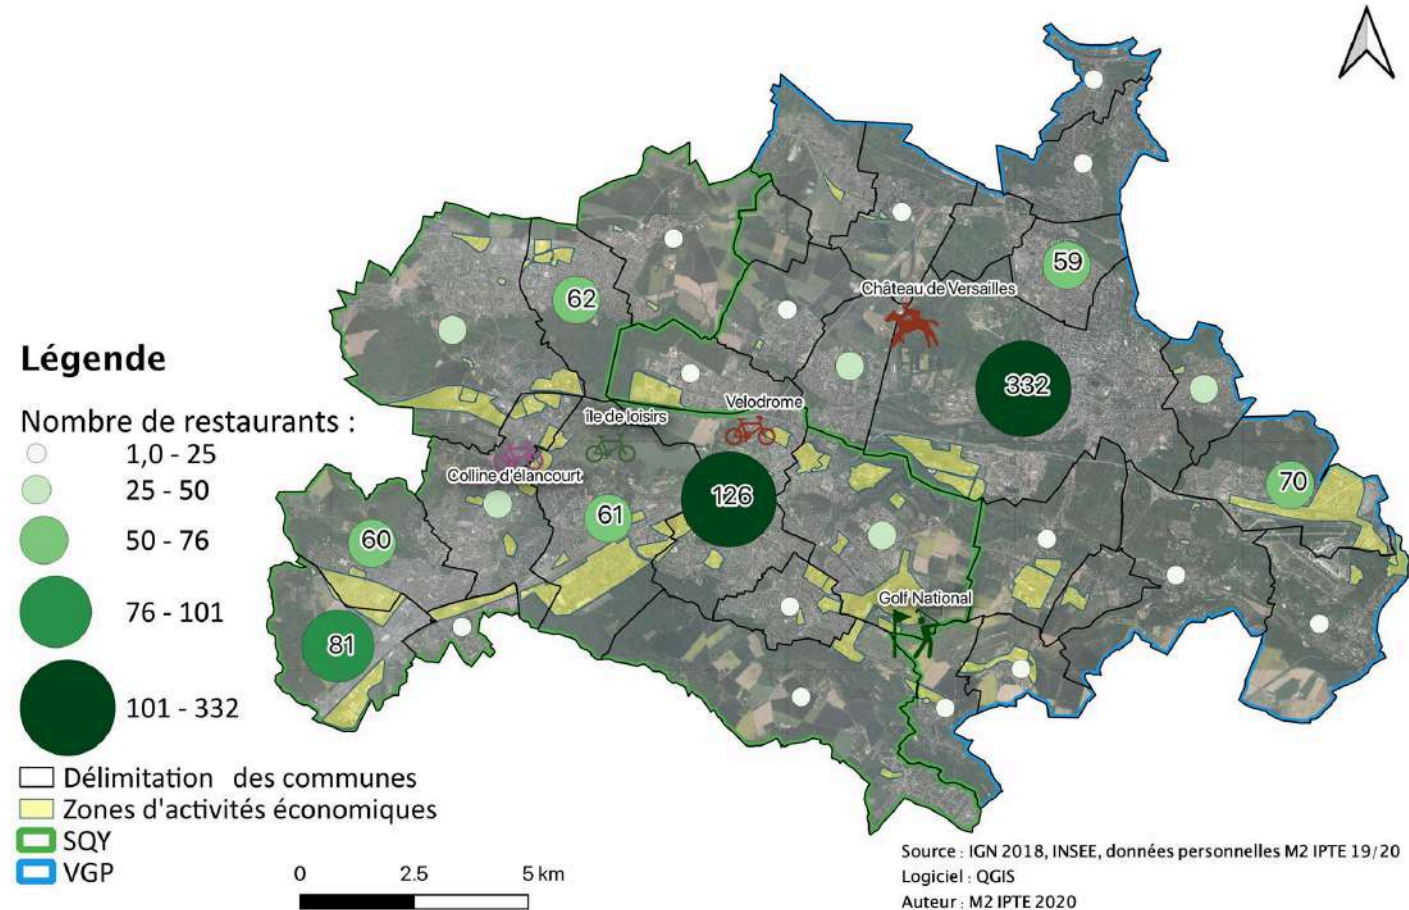 59
Château de Versailles
62
332
Légende
Nombre de restaurants :
1,0 - 25
25 - 50
50 - 76
76 - 101
101 - 332
Vélodrome
île de loisirs
Colline d'élancourt
70
126
61
60
Golf National
81
Délimitation des communes
Zones d'activités économiques
SQY
VGP
0 2.5 5 km
Source : IGN 2018, INSEE, données personnelles M2 IPTE 19/20
Logiciel : QGIS
Auteur : M2 IPTE 2020